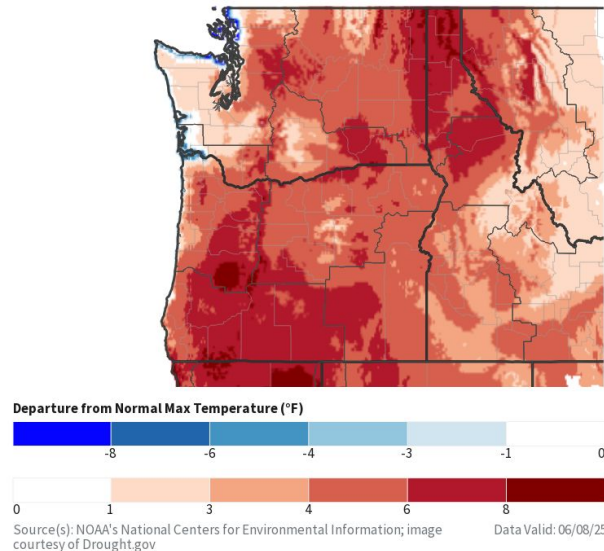 Departure from Normal Max Temperature (°F)
-8 -6 -4 -3 -1 0
0 1 3 4 6 8
Source(s): NOAA's National Centers for Environmental Information; image Data Valid: 06/08/25
courtesy of Drought.gov